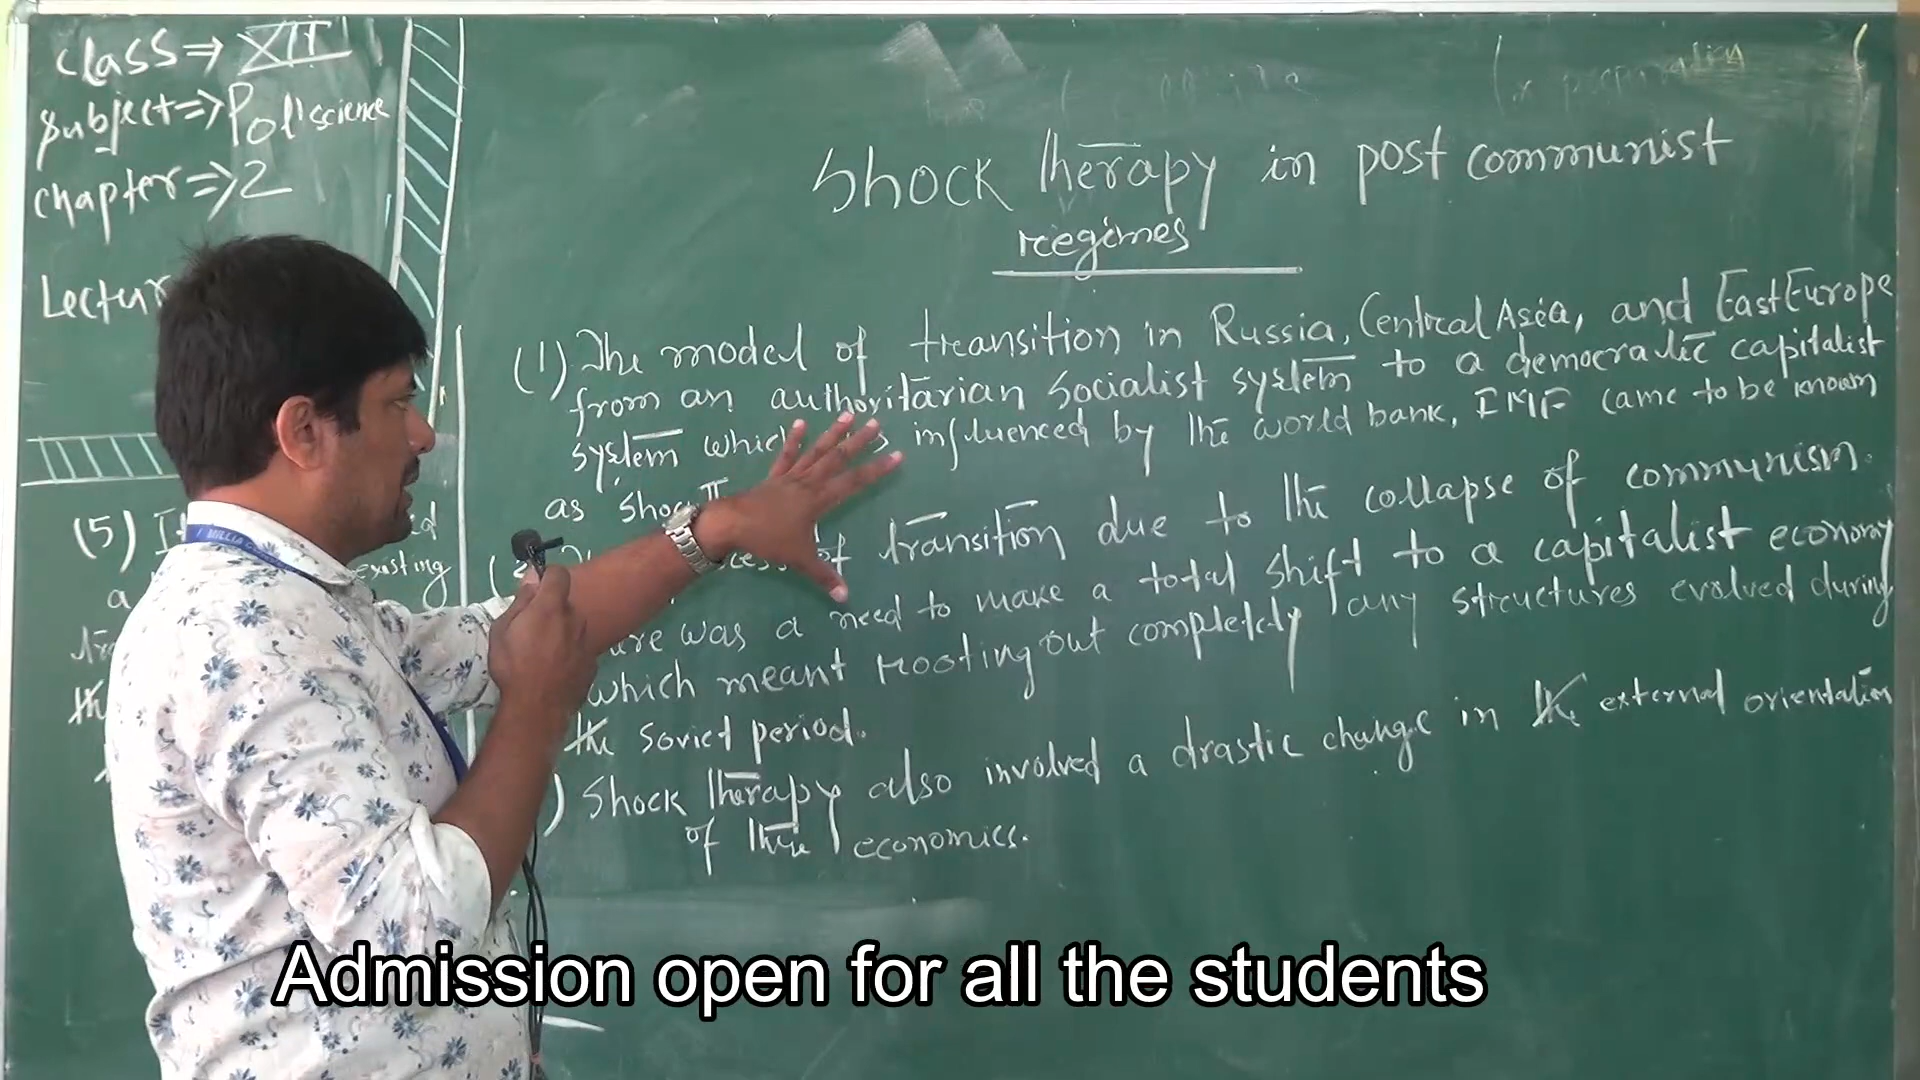 class ⇒ XII
subject ⇒ Pol' science
chapter ⇒ 2
Shock therapy in post communist
regimes
(1) The model of transition in Russia, Central Asia, and East Europe
from an authoritarian socialist system to a democratic capitalist
system which influenced by the world bank, IMF came to be known
as
of transition due to the collapse of communism.
was a need to make a total shift to a capitalist economy
which meant rooting out completely any structures evolved during
the soviet period.
) Shock therapy also involved a drastic change in the external orientation
of economics.
(5)
existing
a
Admission open for all the students